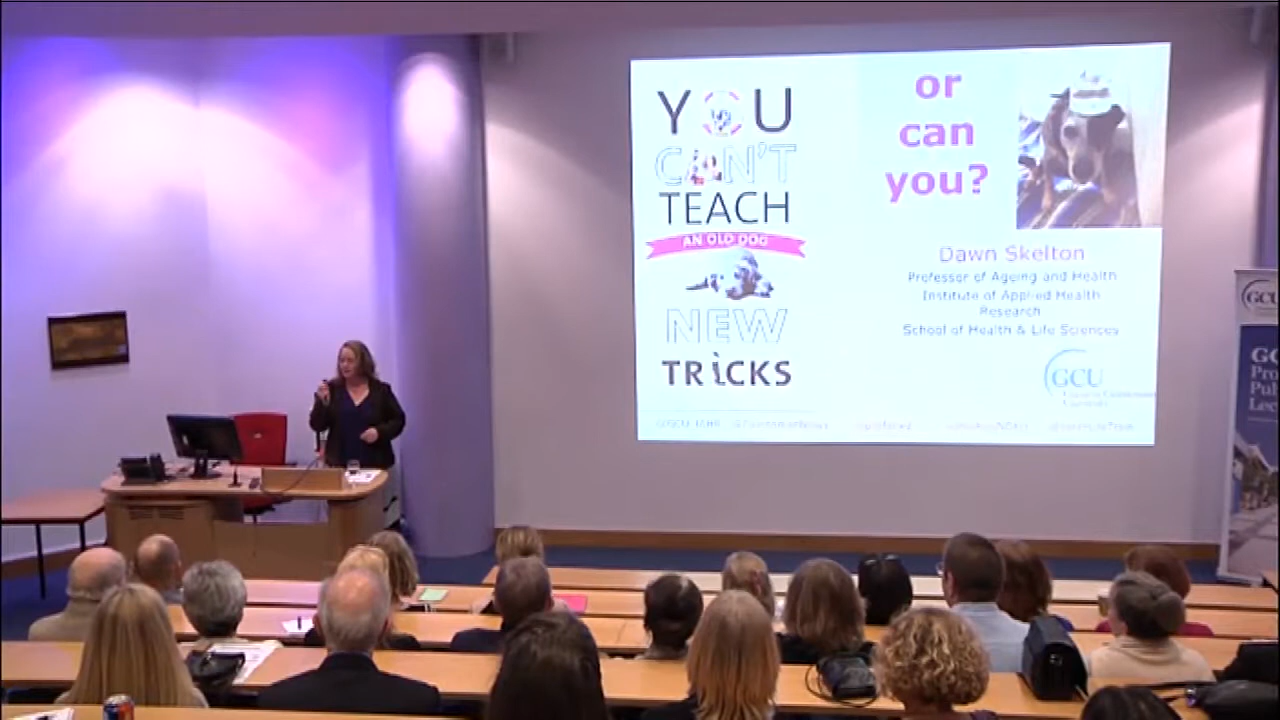 YOU
CAN'T
TEACH
AN OLD DOG
NEW
TRICKS
or
can
you?
Dawn Skelton
Professor of Ageing and Health
Institute of Applied Health
Research
School of Health & Life Sciences
GCU
GCU